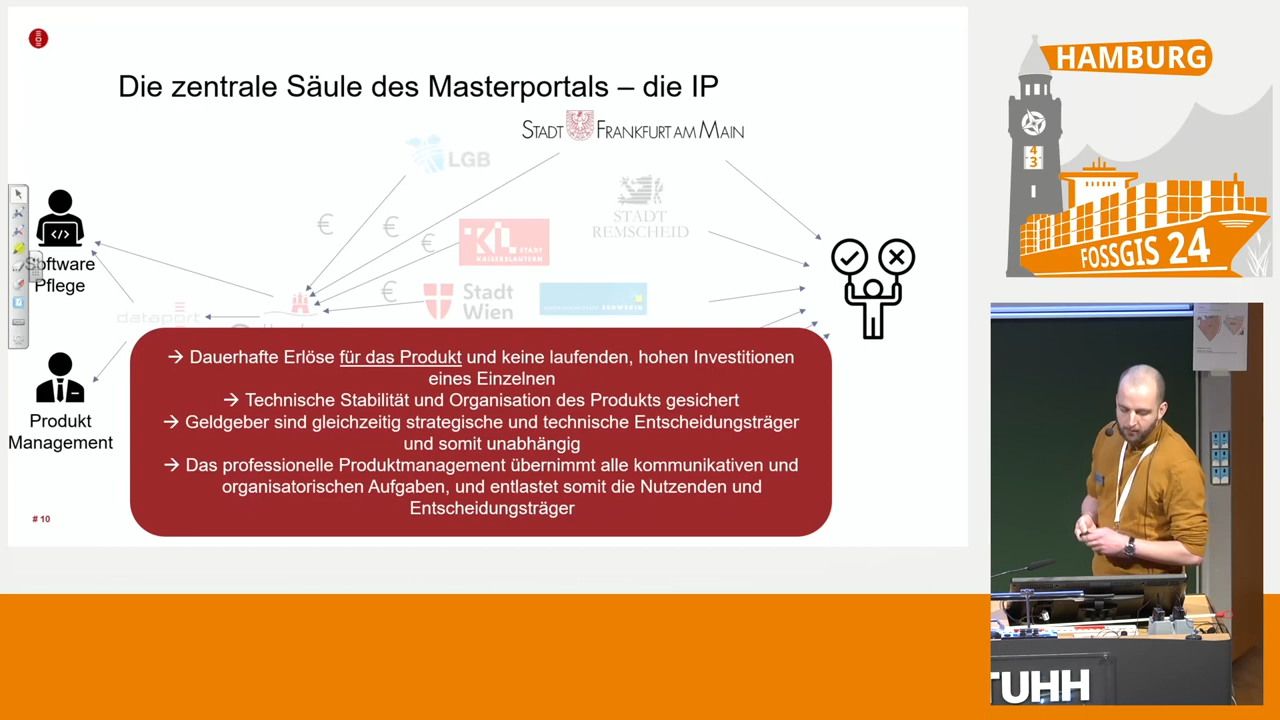 Die zentrale Säule des Masterportals – die IP
STADT FRANKFURT AM MAIN
LGB
STADT
REMSCHEID
€
€
€
€
KL STADT
KAISERSLAUTERN
Stadt
Wien
</>
Software
Pflege
dataport
Produkt
Management
→ Dauerhafte Erlöse für das Produkt und keine laufenden, hohen Investitionen
eines Einzelnen
→ Technische Stabilität und Organisation des Produkts gesichert
→ Geldgeber sind gleichzeitig strategische und technische Entscheidungsträger
und somit unabhängig
→ Das professionelle Produktmanagement übernimmt alle kommunikativen und
organisatorischen Aufgaben, und entlastet somit die Nutzenden und
Entscheidungsträger
# 10
HAMBURG
4
3
FOSSGIS 24
TUHH